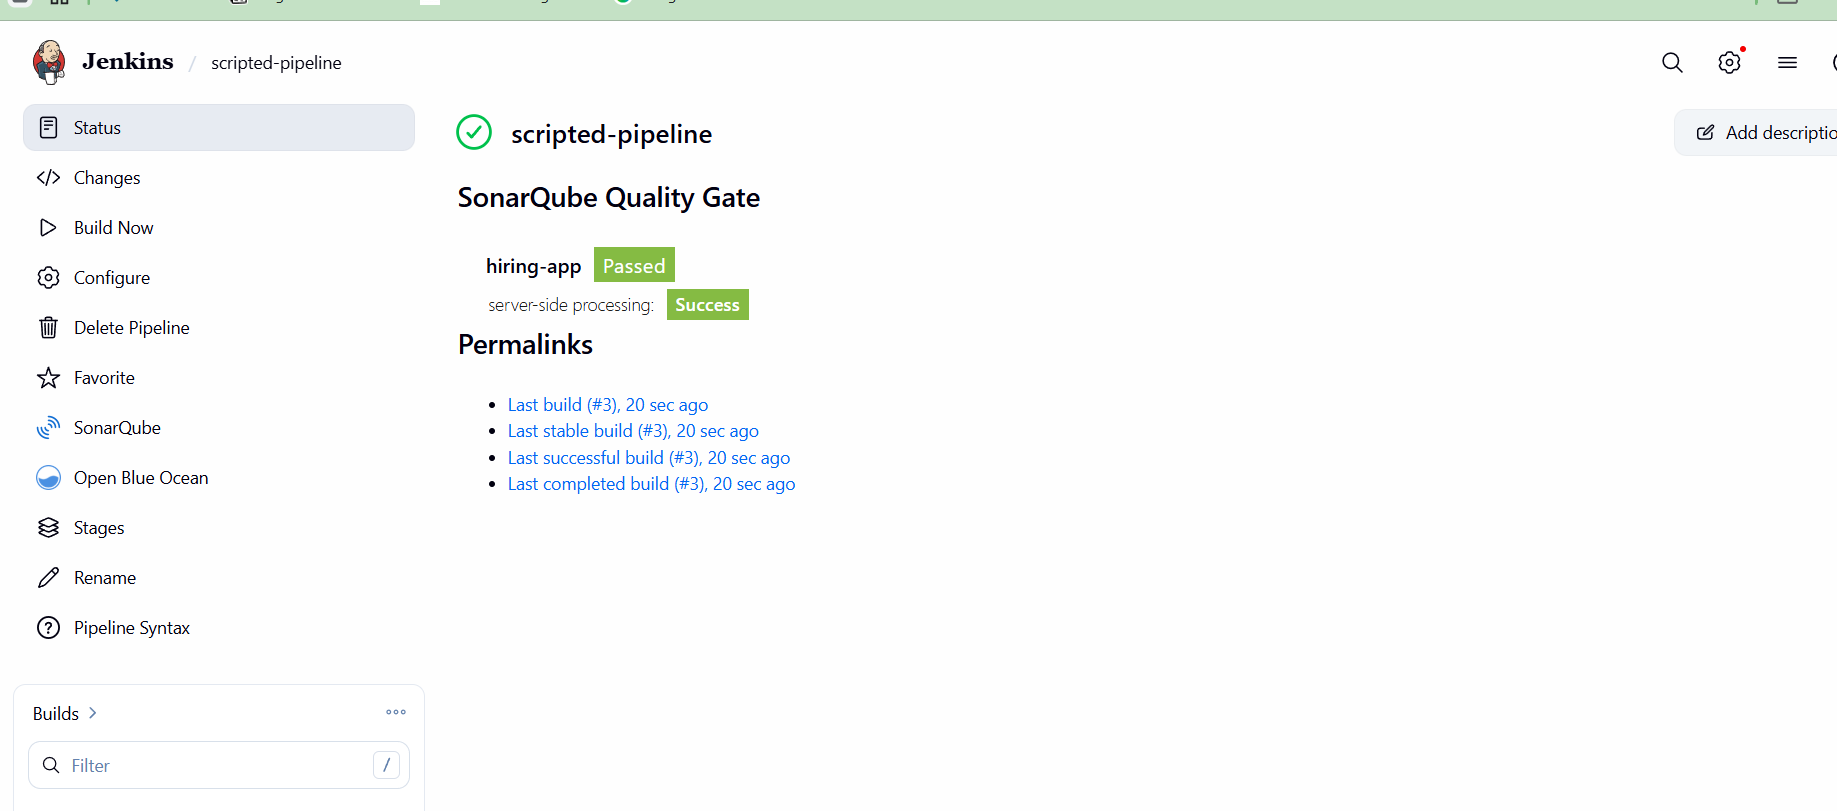 Jenkins / scripted-pipeline
Status
Changes
Build Now
Configure
Delete Pipeline
Favorite
SonarQube
Open Blue Ocean
Stages
Rename
Pipeline Syntax
Builds
Filter /
scripted-pipeline
Add descriptio
SonarQube Quality Gate
hiring-app Passed
server-side processing: Success
Permalinks
Last build (#3), 20 sec ago
Last stable build (#3), 20 sec ago
Last successful build (#3), 20 sec ago
Last completed build (#3), 20 sec ago